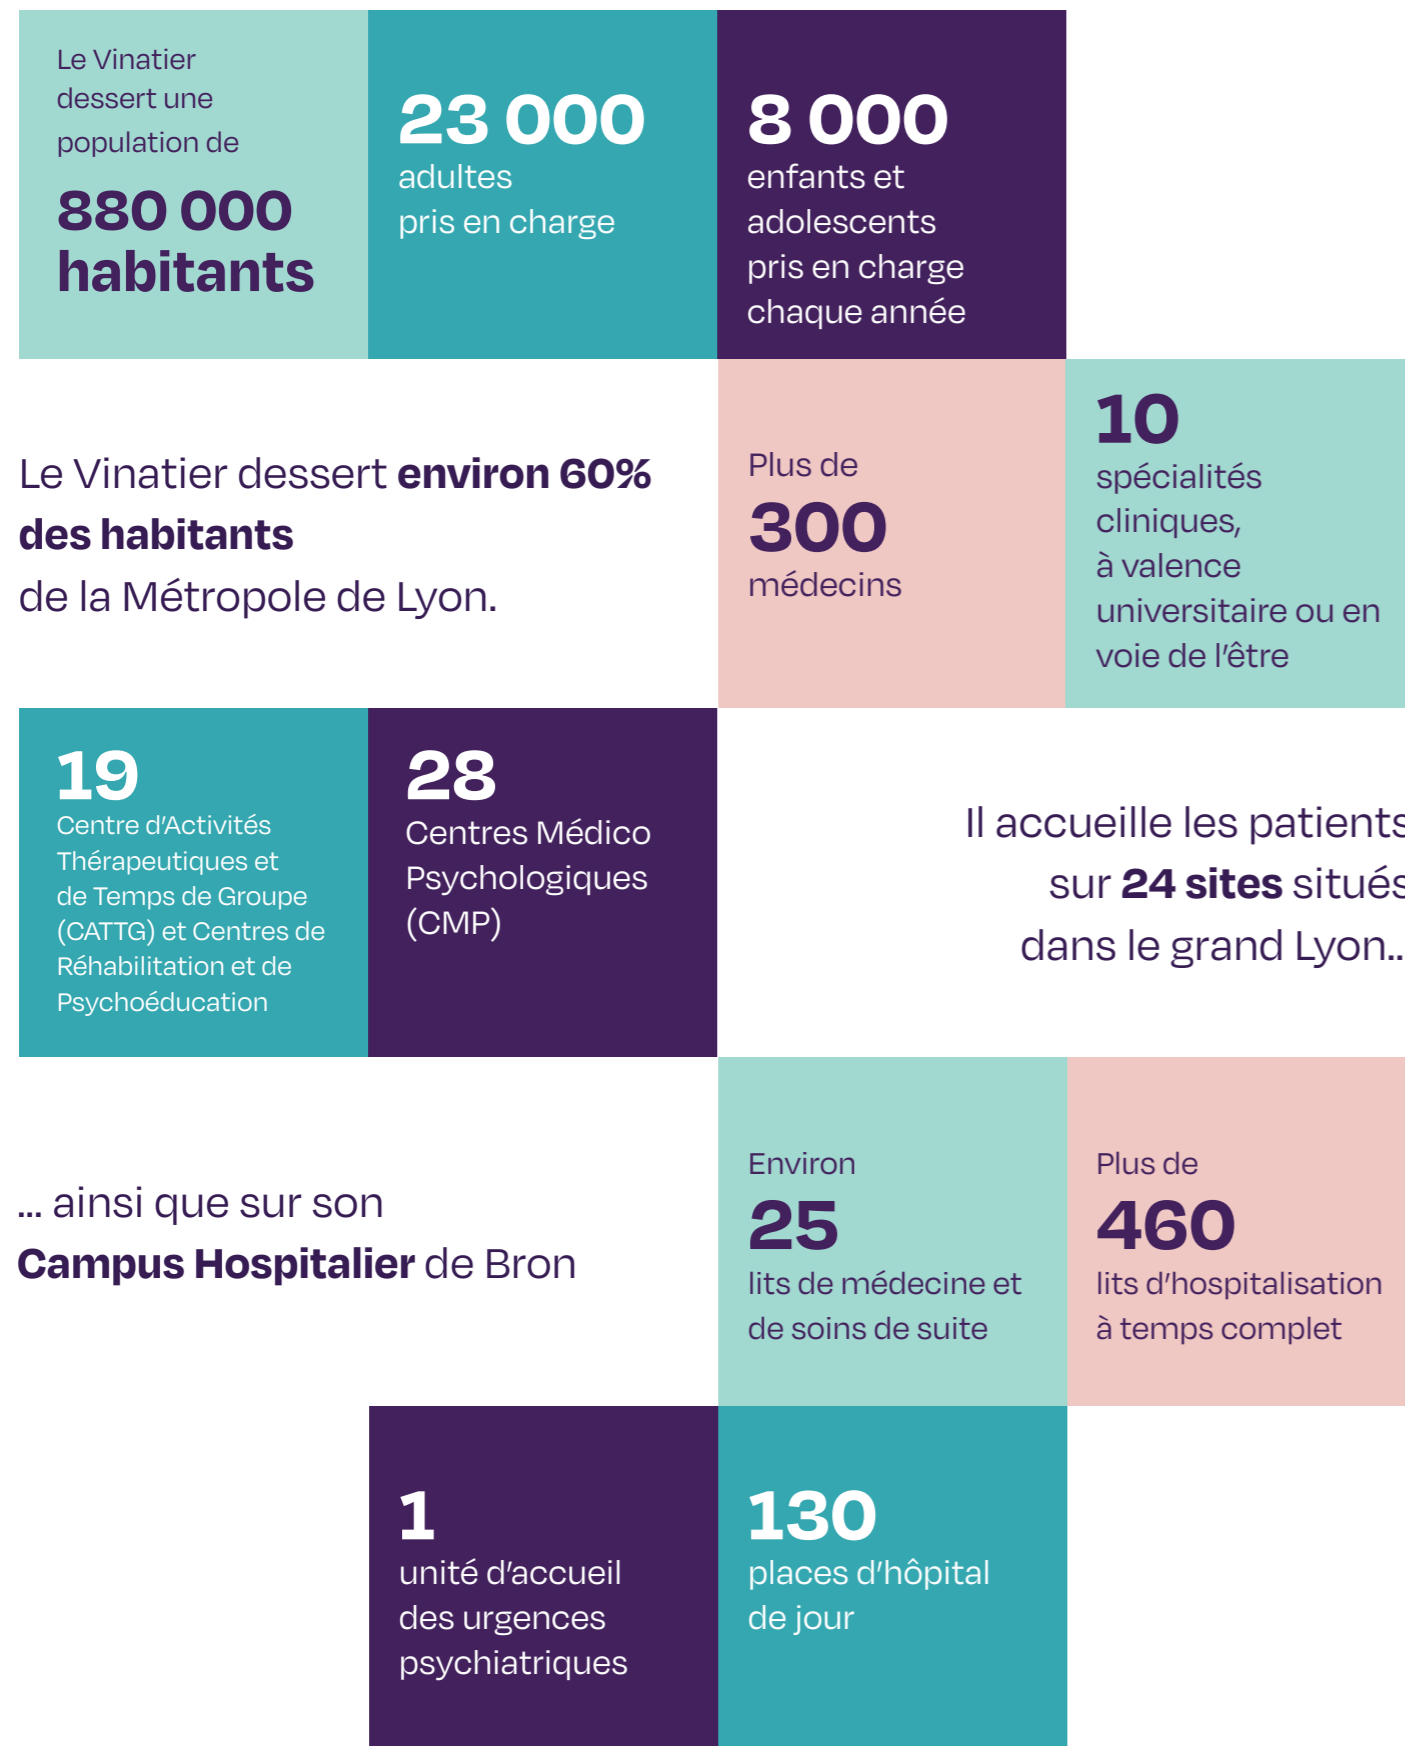 Le Vinatier
dessert une
population de
880 000
habitants
23 000
adultes
pris en charge
8 000
enfants et
adolescents
pris en charge
chaque année
Le Vinatier dessert environ 60%
des habitants
de la Métropole de Lyon.
Plus de
300
médecins
10
spécialités
cliniques,
à valence
universitaire ou en
voie de l’être
19
Centre d’Activités
Thérapeutiques et
de Temps de Groupe
(CATTG) et Centres de
Réhabilitation et de
Psychoéducation
28
Centres Médico
Psychologiques
(CMP)
Il accueille les patients
sur 24 sites situés
dans le grand Lyon..
... ainsi que sur son
Campus Hospitalier de Bron
Environ
25
lits de médecine et
de soins de suite
Plus de
460
lits d’hospitalisation
à temps complet
1
unité d’accueil
des urgences
psychiatriques
130
places d’hôpital
de jour